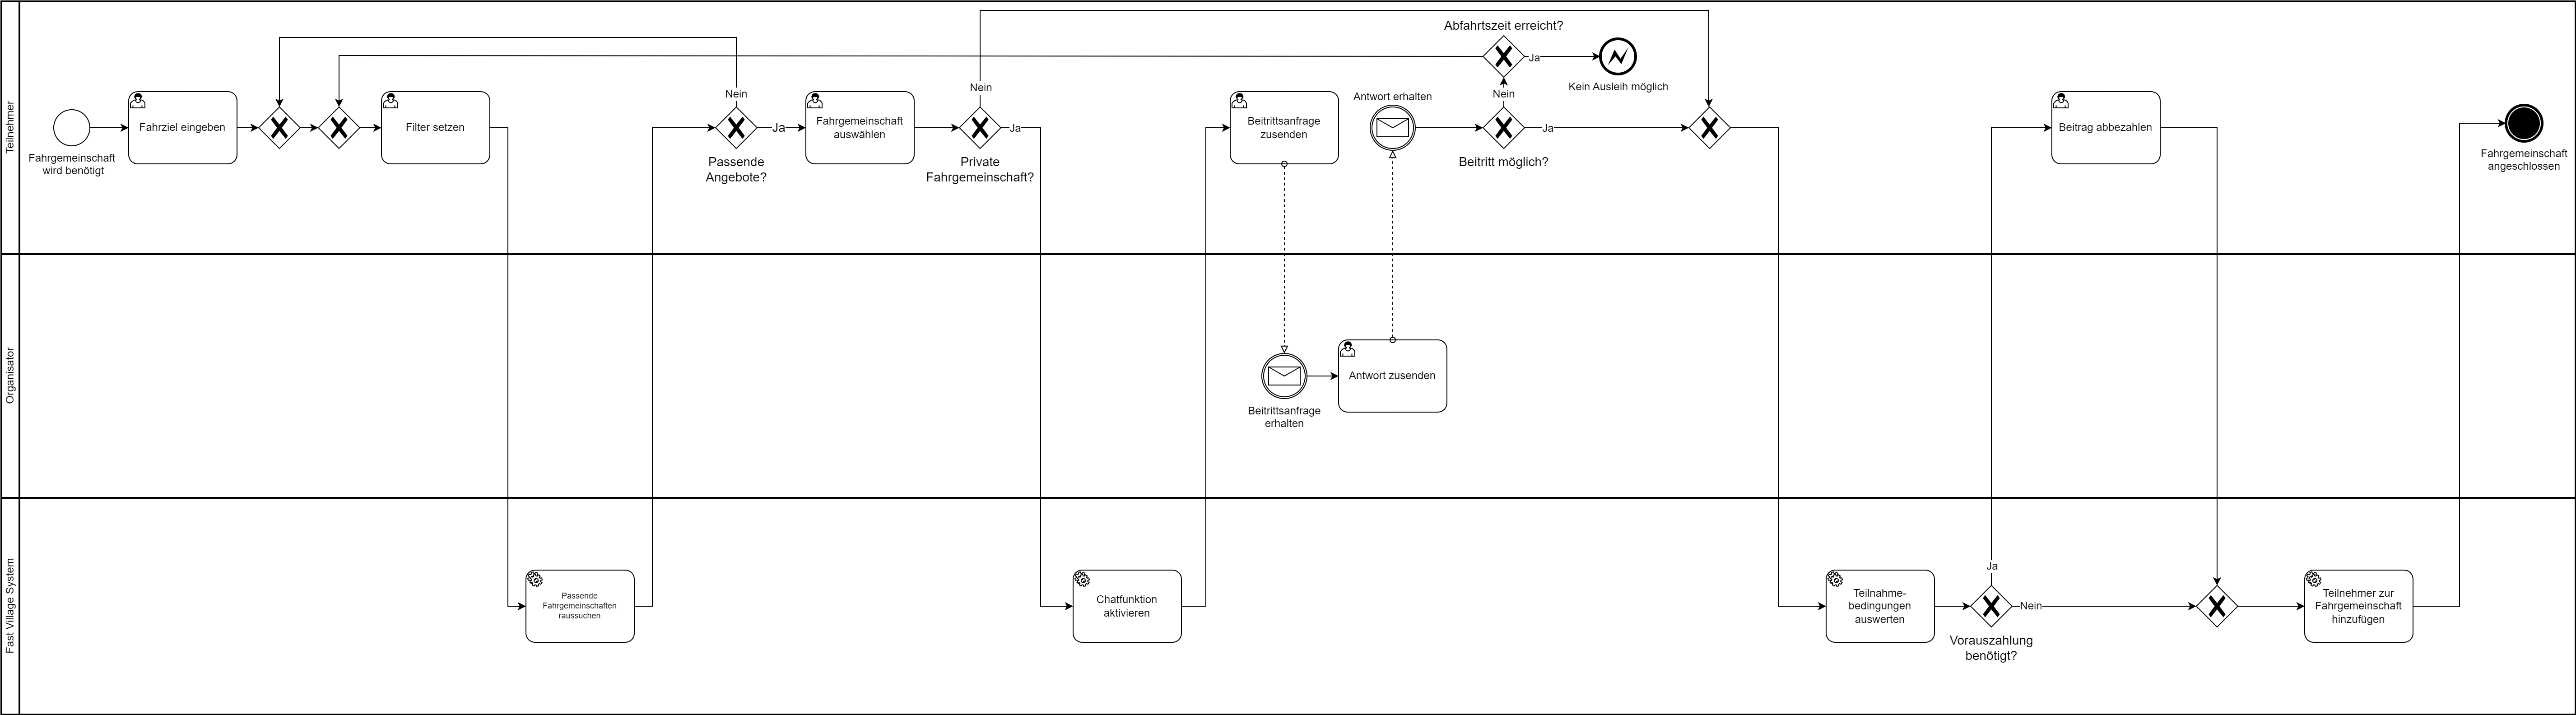 Teilnehmer
Fahrgemeinschaft
wird benötigt
Fahrziel eingeben
Filter setzen
Nein
Passende
Angebote?
Ja
Fahrgemeinschaft
auswählen
Nein
Private
Fahrgemeinschaft?
Ja
Beitrittsanfrage
zusenden
Antwort erhalten
Abfahrtszeit erreicht?
Ja
Kein Ausleih möglich
Nein
Beitritt möglich?
Ja
Beitrag abbezahlen
Fahrgemeinschaft
angeschlossen
Organisator
Beitrittsanfrage
erhalten
Antwort zusenden
Fast Village System
Passende
Fahrgemeinschaften
raussuchen
Chatfunktion
aktivieren
Teilnahme-
bedingungen
auswerten
Ja
Vorauszahlung
benötigt?
Nein
Teilnehmer zur
Fahrgemeinschaft
hinzufügen